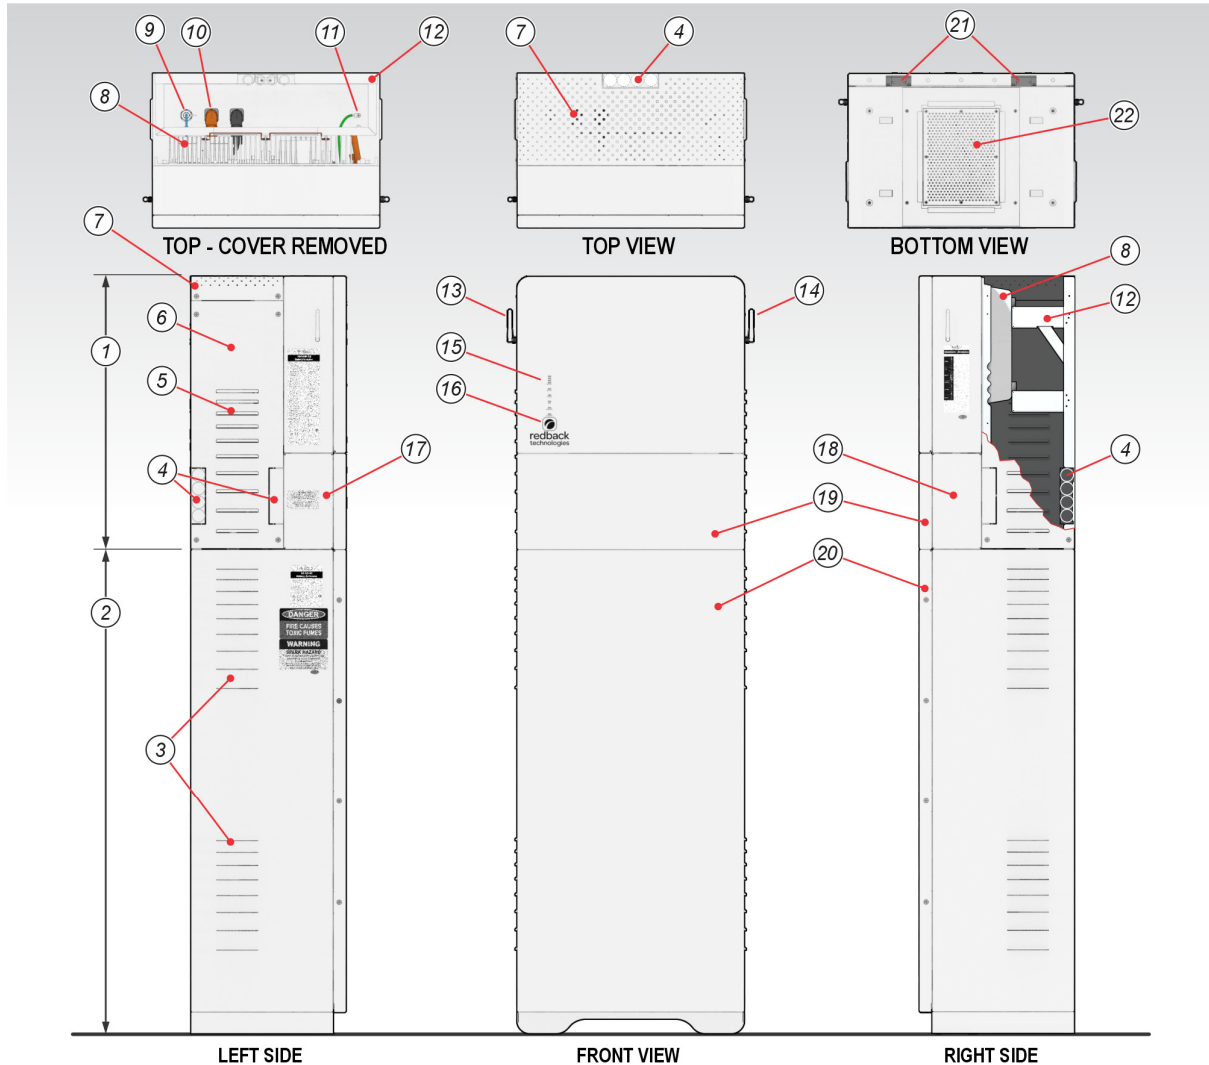 9
10
11
12
7
4
21
8
22
TOP - COVER REMOVED
TOP VIEW
BOTTOM VIEW
7
8
13
14
12
6
1
15
5
16
redback
technologies
4
17
18
4
19
20
2
DANGER
FIRE CAUSES
TOXIC FUMES
WARNING
SPARK HAZARD
3
LEFT SIDE
FRONT VIEW
RIGHT SIDE